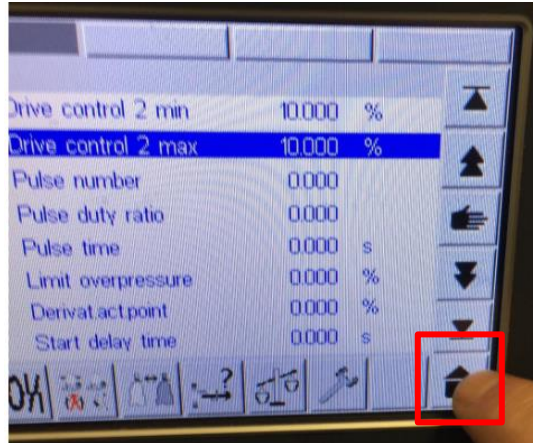 Drive control 2 min 10.000 %
Drive control 2 max 10.000 %
Pulse number 0.000
Pulse duty ratio 0.000
Pulse time 0.000 s
Limit overpressure 0.000 %
Derivat.act.point 0.000 %
Start delay time 0.000 s
OK ?